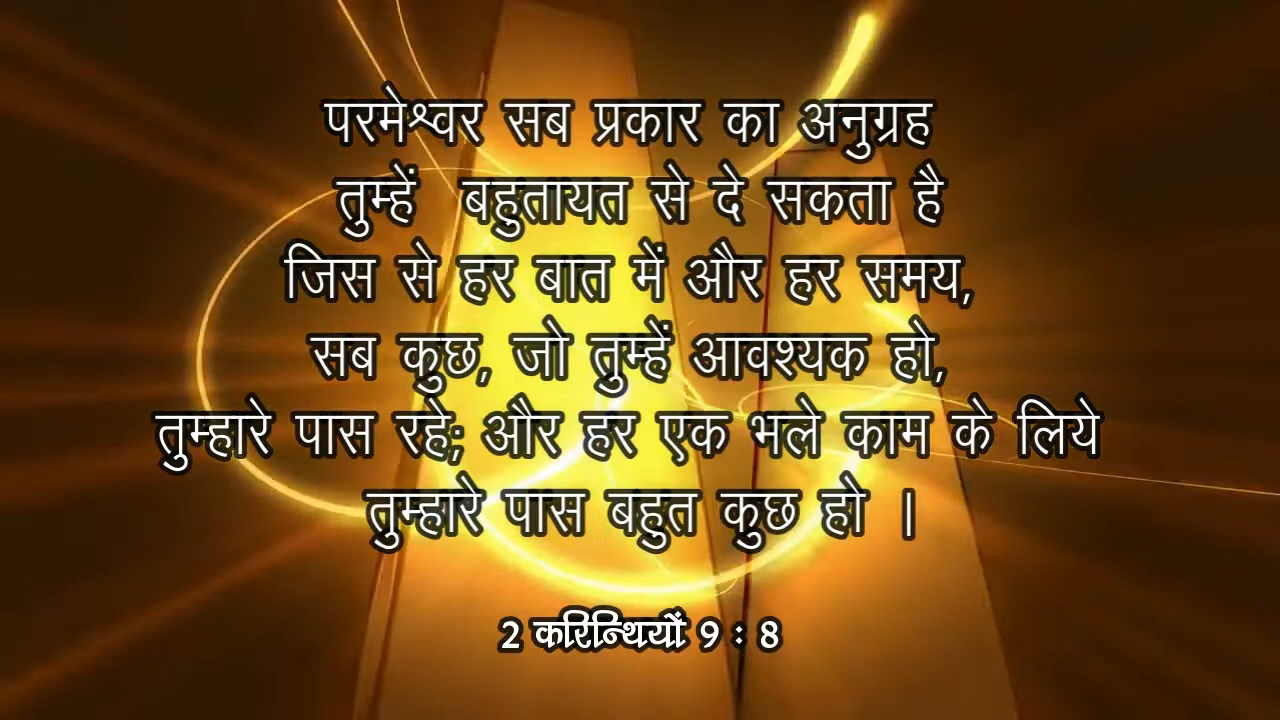 परमेश्वर सब प्रकार का अनुग्रह
तुम्हें बहुतायत से दे सकता है
जिस से हर बात में और हर समय,
सब कुछ, जो तुम्हें आवश्यक हो,
तुम्हारे पास रहे; और हर एक भले काम के लिये
तुम्हारे पास बहुत कुछ हो ।
2 करिन्थियों 9 : 8